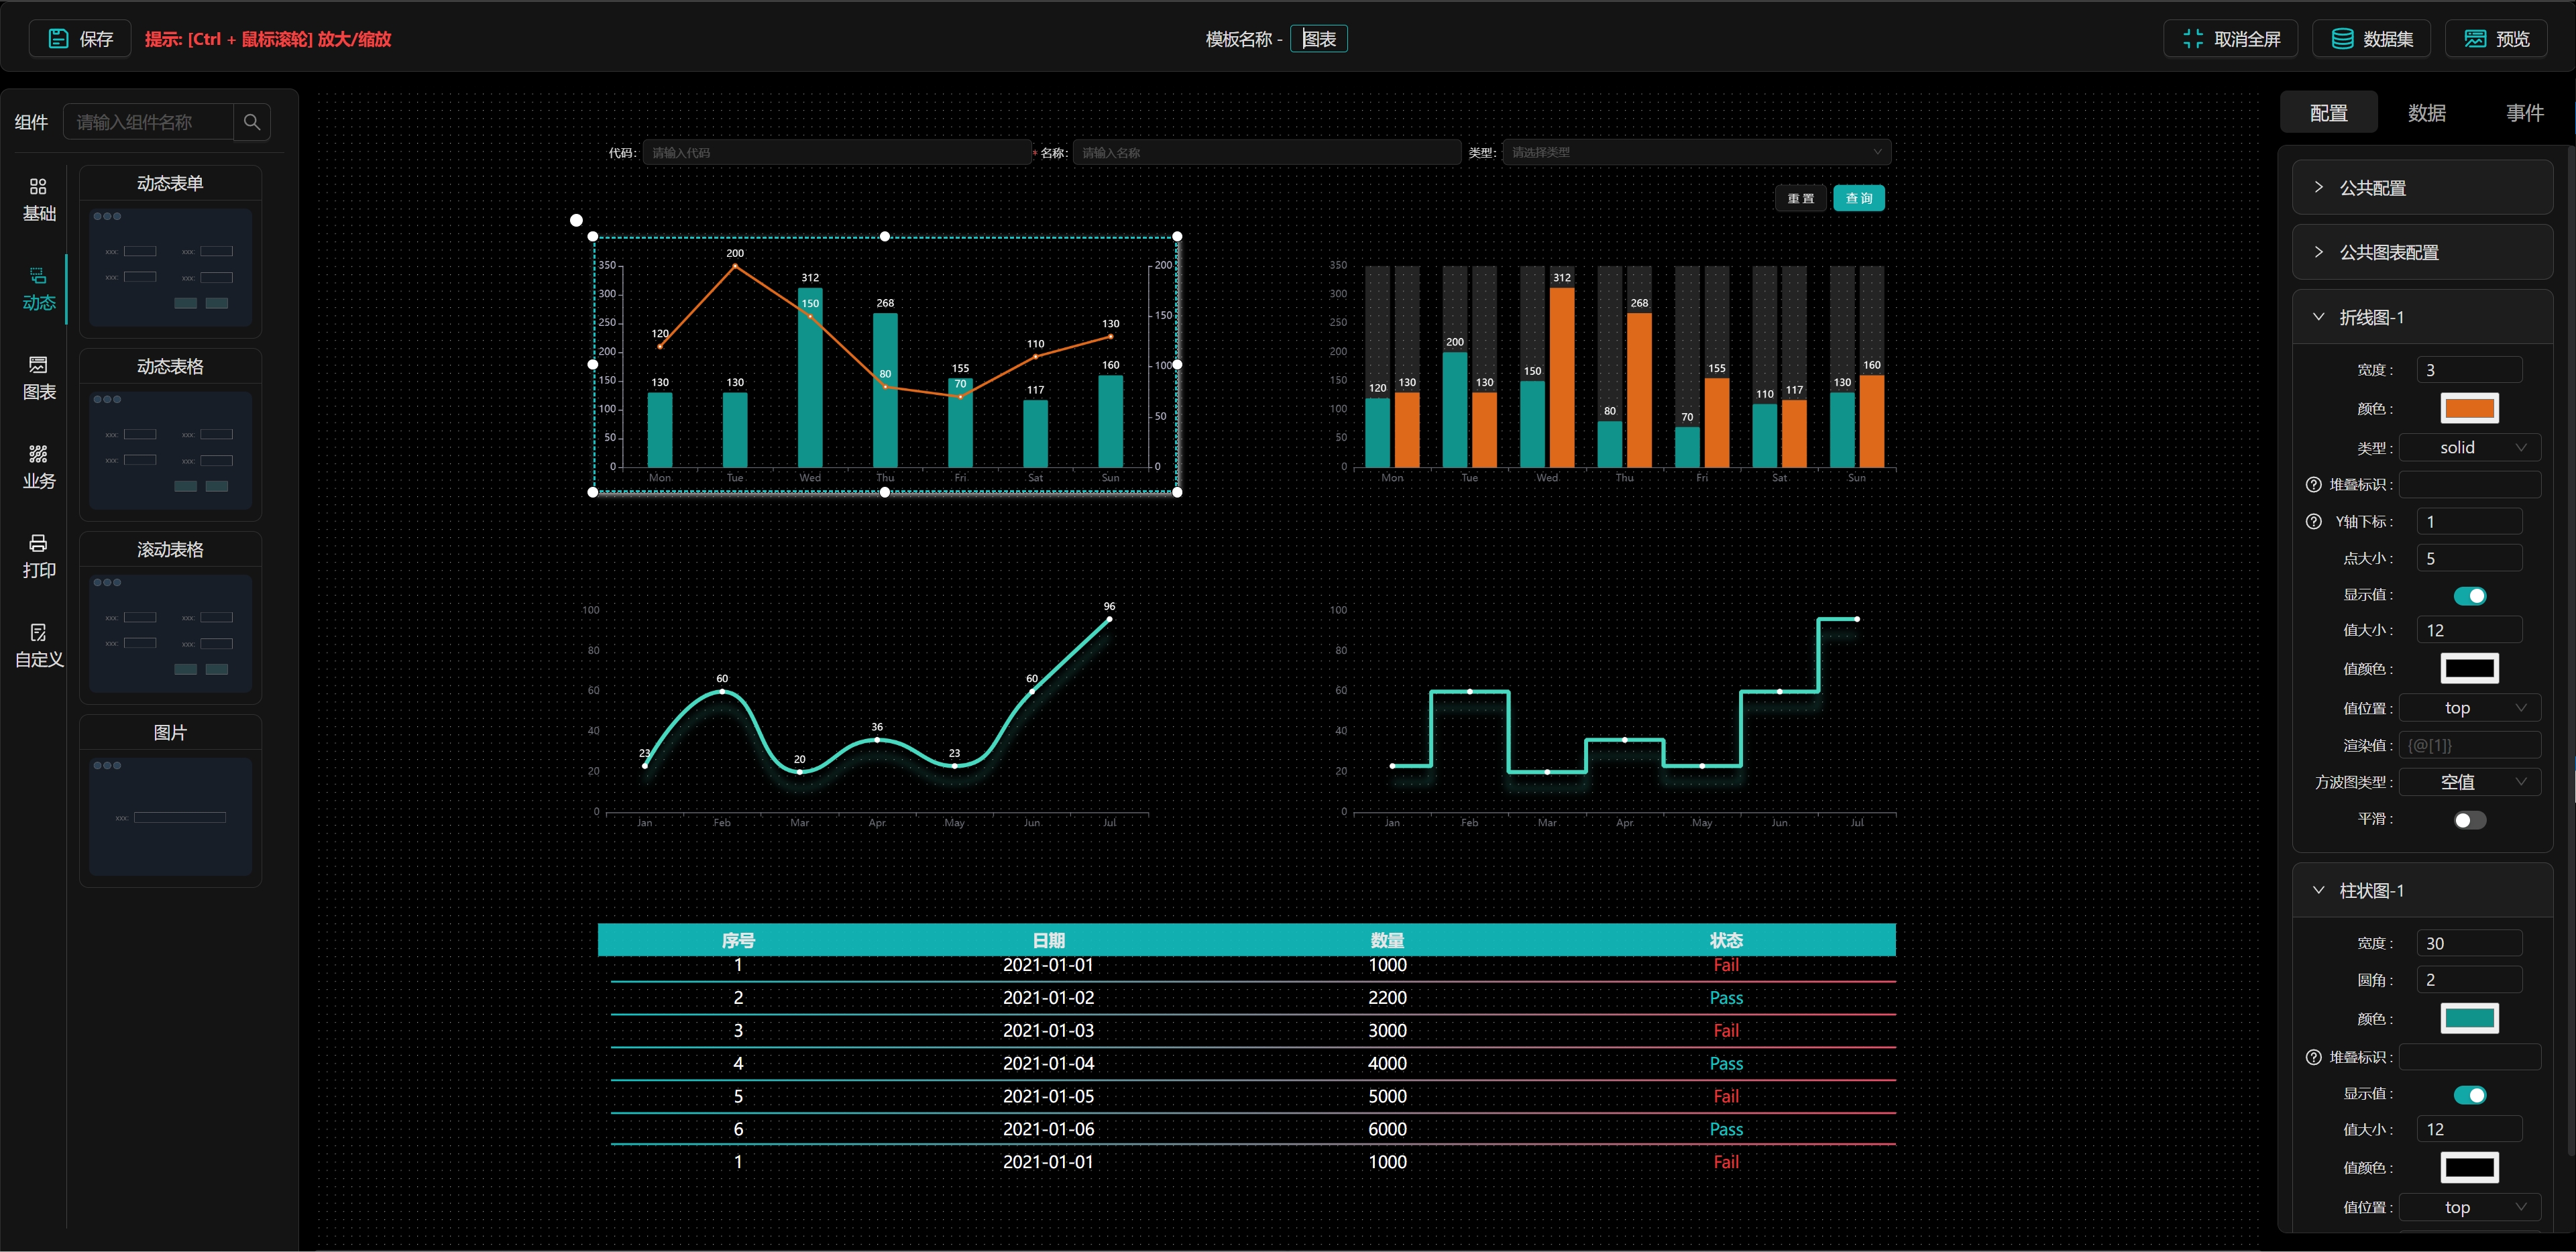 保存 提示: [Ctrl + 鼠标滚轮] 放大/缩放 模板名称 - 图表 取消全屏 数据集 预览
组件 请输入组件名称
基础
动态
图表
业务
打印
自定义
动态表单
xxx: xxx:
xxx: xxx:
动态表格
xxx: xxx:
xxx: xxx:
滚动表格
xxx: xxx:
xxx: xxx:
图片
xxx:
代码: 请输入代码 * 名称: 请输入名称 类型: 请选择类型
重 置 查 询
350 300 250 200 150 100 50 0
200 150 100 50 0
120 200 150 80 70 110 130
130 130 312 268 155 117 160
Mon Tue Wed Thu Fri Sat Sun
350 300 250 200 150 100 50 0
120 130 200 130 150 312 80 268 70 155 110 117 130 160
Mon Tue Wed Thu Fri Sat Sun
100 80 60 40 20 0
23 60 20 36 23 60 96
Jan Feb Mar Apr May Jun Jul
100 80 60 40 20 0
Jan Feb Mar Apr May Jun Jul
序号 日期 数量 状态
1 2021-01-01 1000 Fail
2 2021-01-02 2200 Pass
3 2021-01-03 3000 Fail
4 2021-01-04 4000 Pass
5 2021-01-05 5000 Fail
6 2021-01-06 6000 Pass
1 2021-01-01 1000 Fail
配置 数据 事件
公共配置
公共图表配置
折线图-1
宽度 : 3
颜色 :
类型 : solid
堆叠标识 :
Y轴下标 : 1
点大小 : 5
显示值 :
值大小 : 12
值颜色 :
值位置 : top
渲染值 : {@[1]}
方波图类型 : 空值
平滑 :
柱状图-1
宽度 : 30
圆角 : 2
颜色 :
堆叠标识 :
显示值 :
值大小 : 12
值颜色 :
值位置 : top